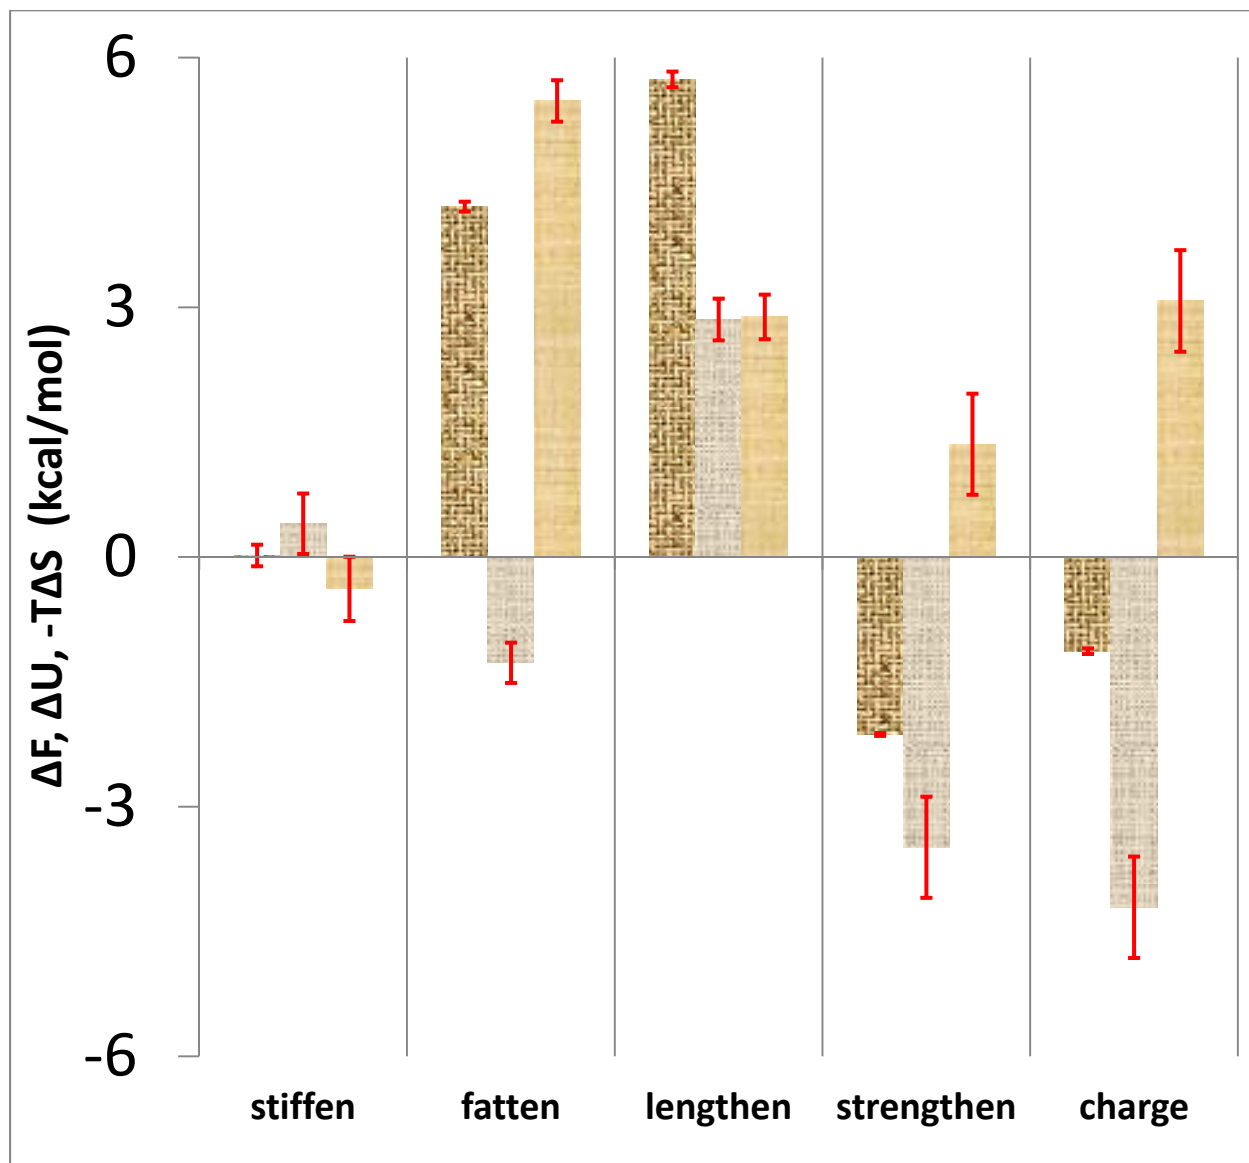 6
3
0
-3
-6
ΔF, ΔU, -TΔS (kcal/mol)
stiffen fatten lengthen strengthen charge